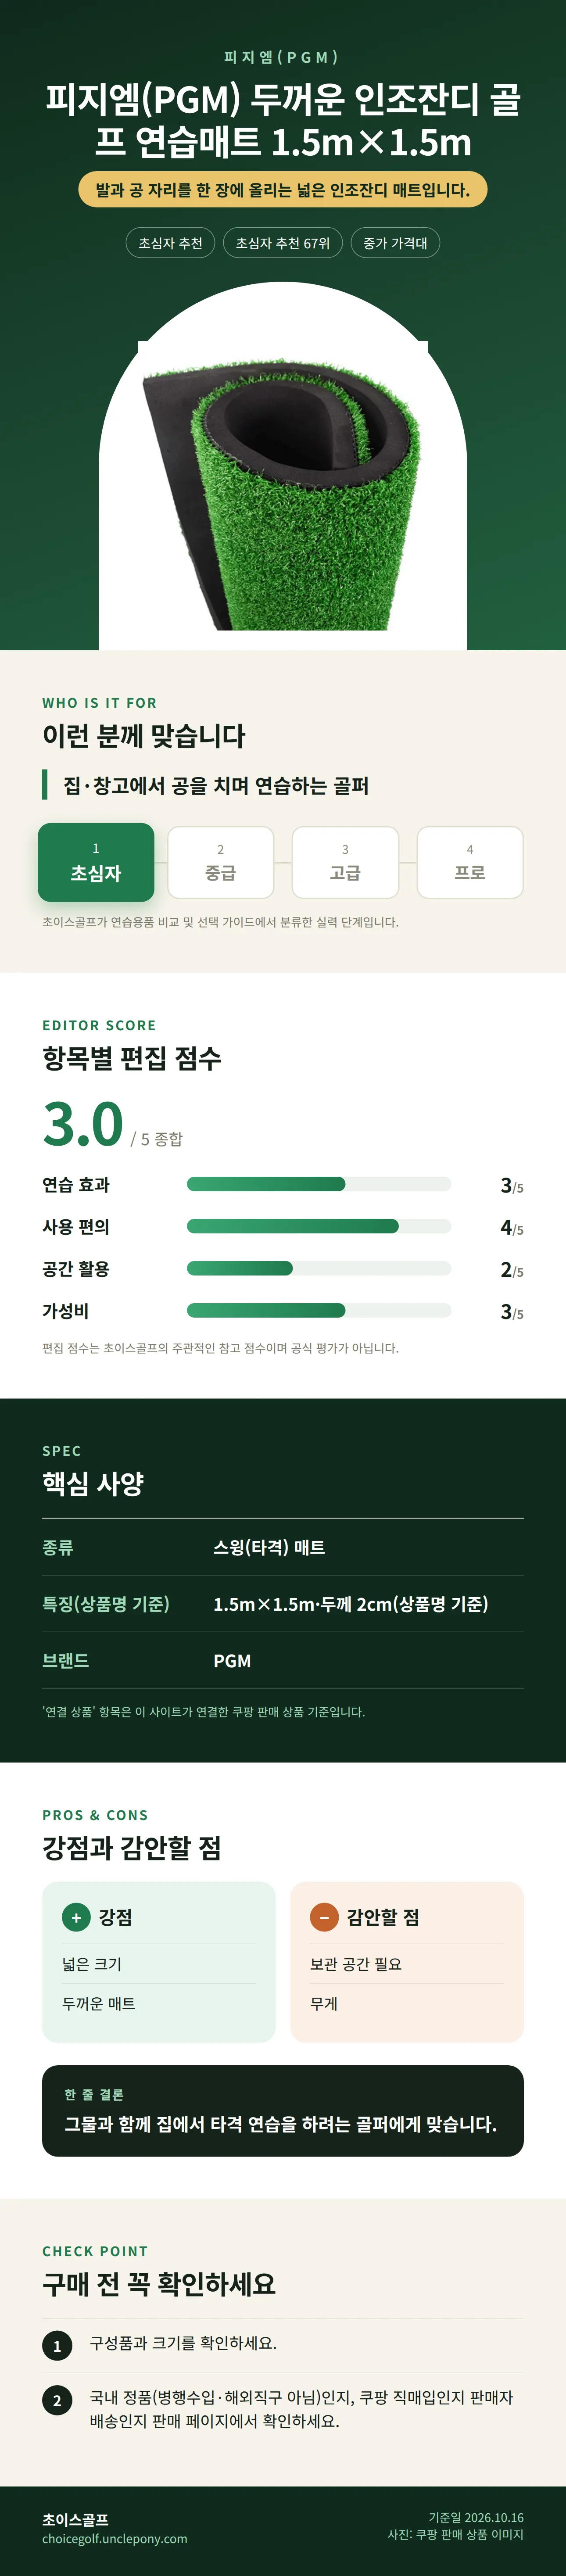 피지엠(PGM)
피지엠(PGM) 두꺼운 인조잔디 골
프 연습매트 1.5m×1.5m
발과 공 자리를 한 장에 올리는 넓은 인조잔디 매트입니다.
초심자 추천
초심자 추천 67위
중가 가격대
WHO IS IT FOR
이런 분께 맞습니다
집·창고에서 공을 치며 연습하는 골퍼
1
초심자
2
중급
3
고급
4
프로
초이스골프가 연습용품 비교 및 선택 가이드에서 분류한 실력 단계입니다.
EDITOR SCORE
항목별 편집 점수
3.0 / 5 종합
연습 효과 3/5
사용 편의 4/5
공간 활용 2/5
가성비 3/5
편집 점수는 초이스골프의 주관적인 참고 점수이며 공식 평가가 아닙니다.
SPEC
핵심 사양
종류 스윙(타격) 매트
특징(상품명 기준) 1.5m×1.5m·두께 2cm(상품명 기준)
브랜드 PGM
'연결 상품' 항목은 이 사이트가 연결한 쿠팡 판매 상품 기준입니다.
PROS & CONS
강점과 감안할 점
+ 강점
넓은 크기
두꺼운 매트
− 감안할 점
보관 공간 필요
무게
한 줄 결론
그물과 함께 집에서 타격 연습을 하려는 골퍼에게 맞습니다.
CHECK POINT
구매 전 꼭 확인하세요
1 구성품과 크기를 확인하세요.
2 국내 정품(병행수입·해외직구 아님)인지, 쿠팡 직매입인지 판매자
배송인지 판매 페이지에서 확인하세요.
초이스골프
choicegolf.unclepony.com
기준일 2026.10.16
사진: 쿠팡 판매 상품 이미지